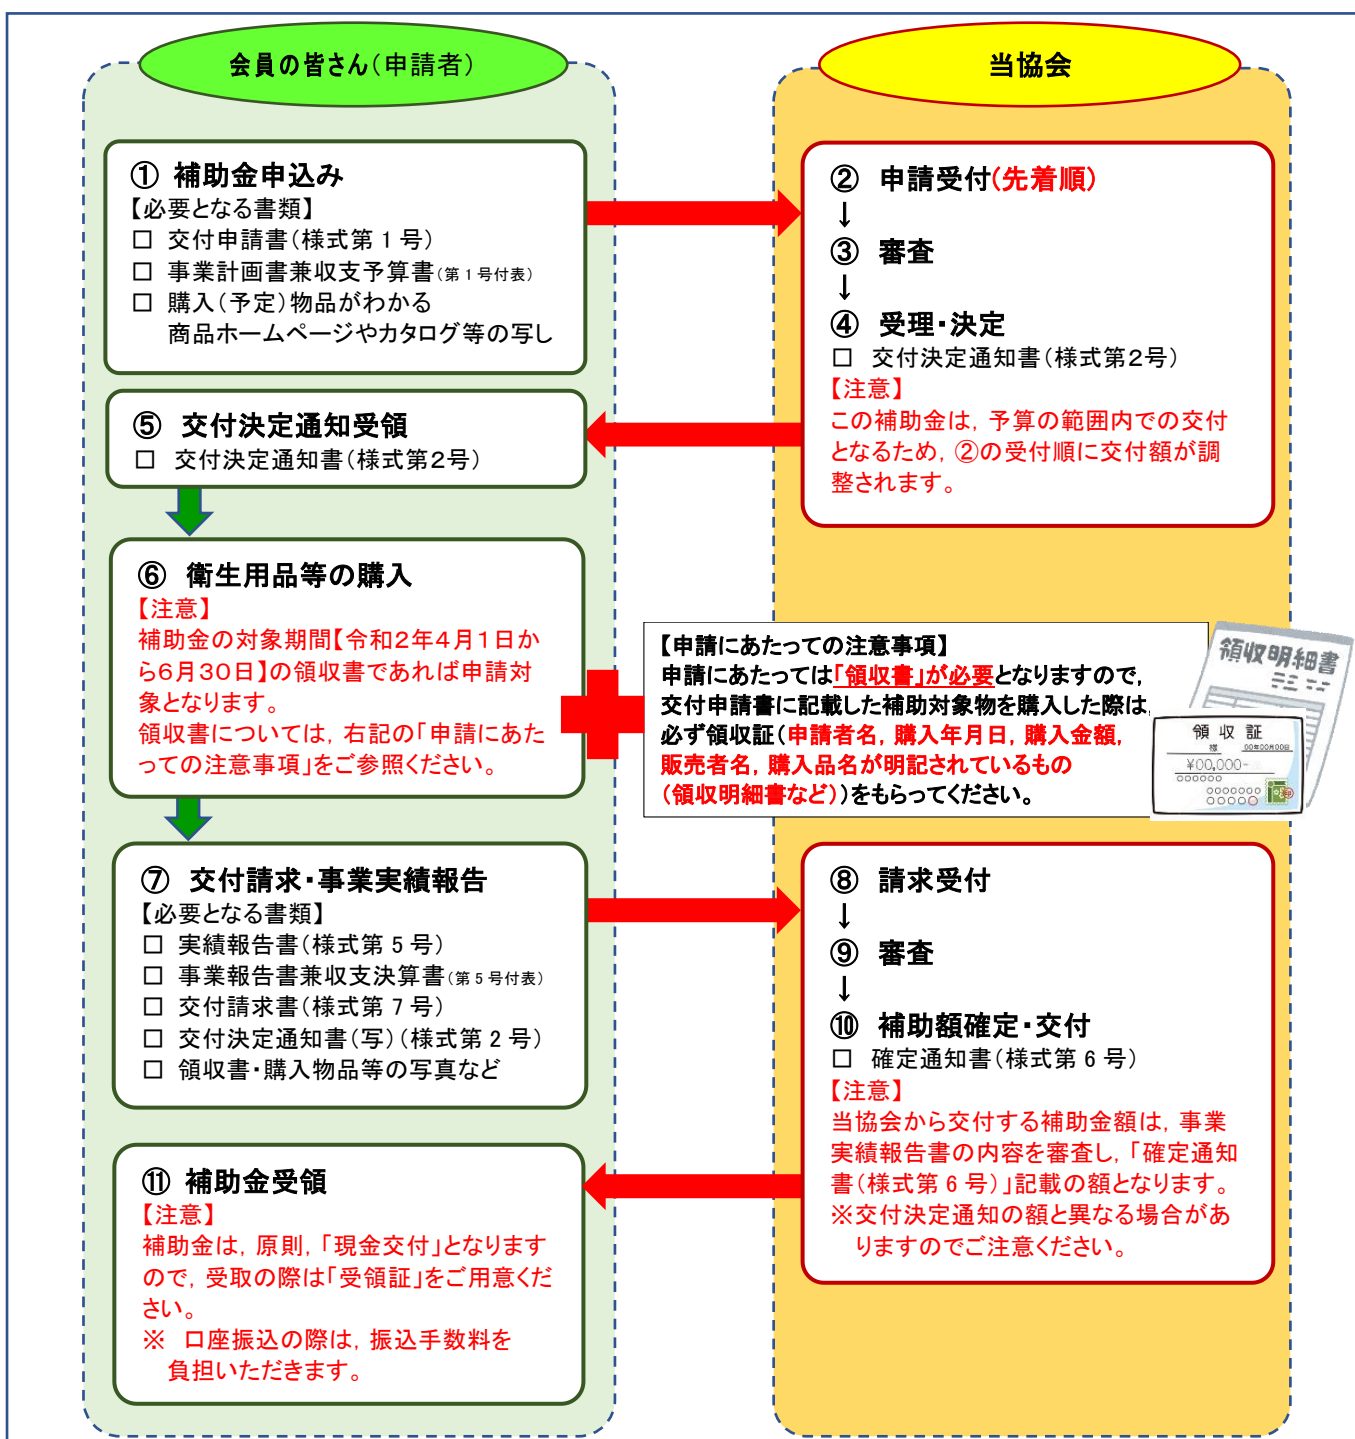 会員の皆さん(申請者)
当協会
① 補助金申込み
【必要となる書類】
□ 交付申請書(様式第1号)
□ 事業計画書兼収支予算書(第1号付表)
□ 購入(予定)物品がわかる
商品ホームページやカタログ等の写し
② 申請受付(先着順)
↓
③ 審査
↓
④ 受理・決定
□ 交付決定通知書(様式第2号)
【注意】
この補助金は, 予算の範囲内での交付
となるため, ②の受付順に交付額が調
整されます。
⑤ 交付決定通知受領
□ 交付決定通知書(様式第2号)
⑥ 衛生用品等の購入
【注意】
補助金の対象期間【令和2年4月1日か
ら6月30日】の領収書であれば申請対
象となります。
領収書については, 右記の「申請にあた
っての注意事項」をご参照ください。
【申請にあたっての注意事項】
申請にあたっては「領収書」が必要となりますので,
交付申請書に記載した補助対象物を購入した際は,
必ず領収証(申請者名, 購入年月日, 購入金額,
販売者名, 購入品名が明記されているもの
(領収明細書など))をもらってください。
領収明細書
領収証
様 00年00月00日
¥00,000-
○○○○○○
○○○○○○○
○○○○○
⑦ 交付請求・事業実績報告
【必要となる書類】
□ 実績報告書(様式第5号)
□ 事業報告書兼収支決算書(第5号付表)
□ 交付請求書(様式第7号)
□ 交付決定通知書(写)(様式第2号)
□ 領収書・購入物品等の写真など
⑧ 請求受付
↓
⑨ 審査
↓
⑩ 補助額確定・交付
□ 確定通知書(様式第6号)
【注意】
当協会から交付する補助金額は, 事業
実績報告書の内容を審査し, 「確定通知
書(様式第6号)」記載の額となります。
※交付決定通知の額と異なる場合があ
りますのでご注意ください。
⑪ 補助金受領
【注意】
補助金は, 原則, 「現金交付」となります
ので, 受取の際は「受領証」をご用意くだ
さい。
※ 口座振込の際は, 振込手数料を
負担いただきます。